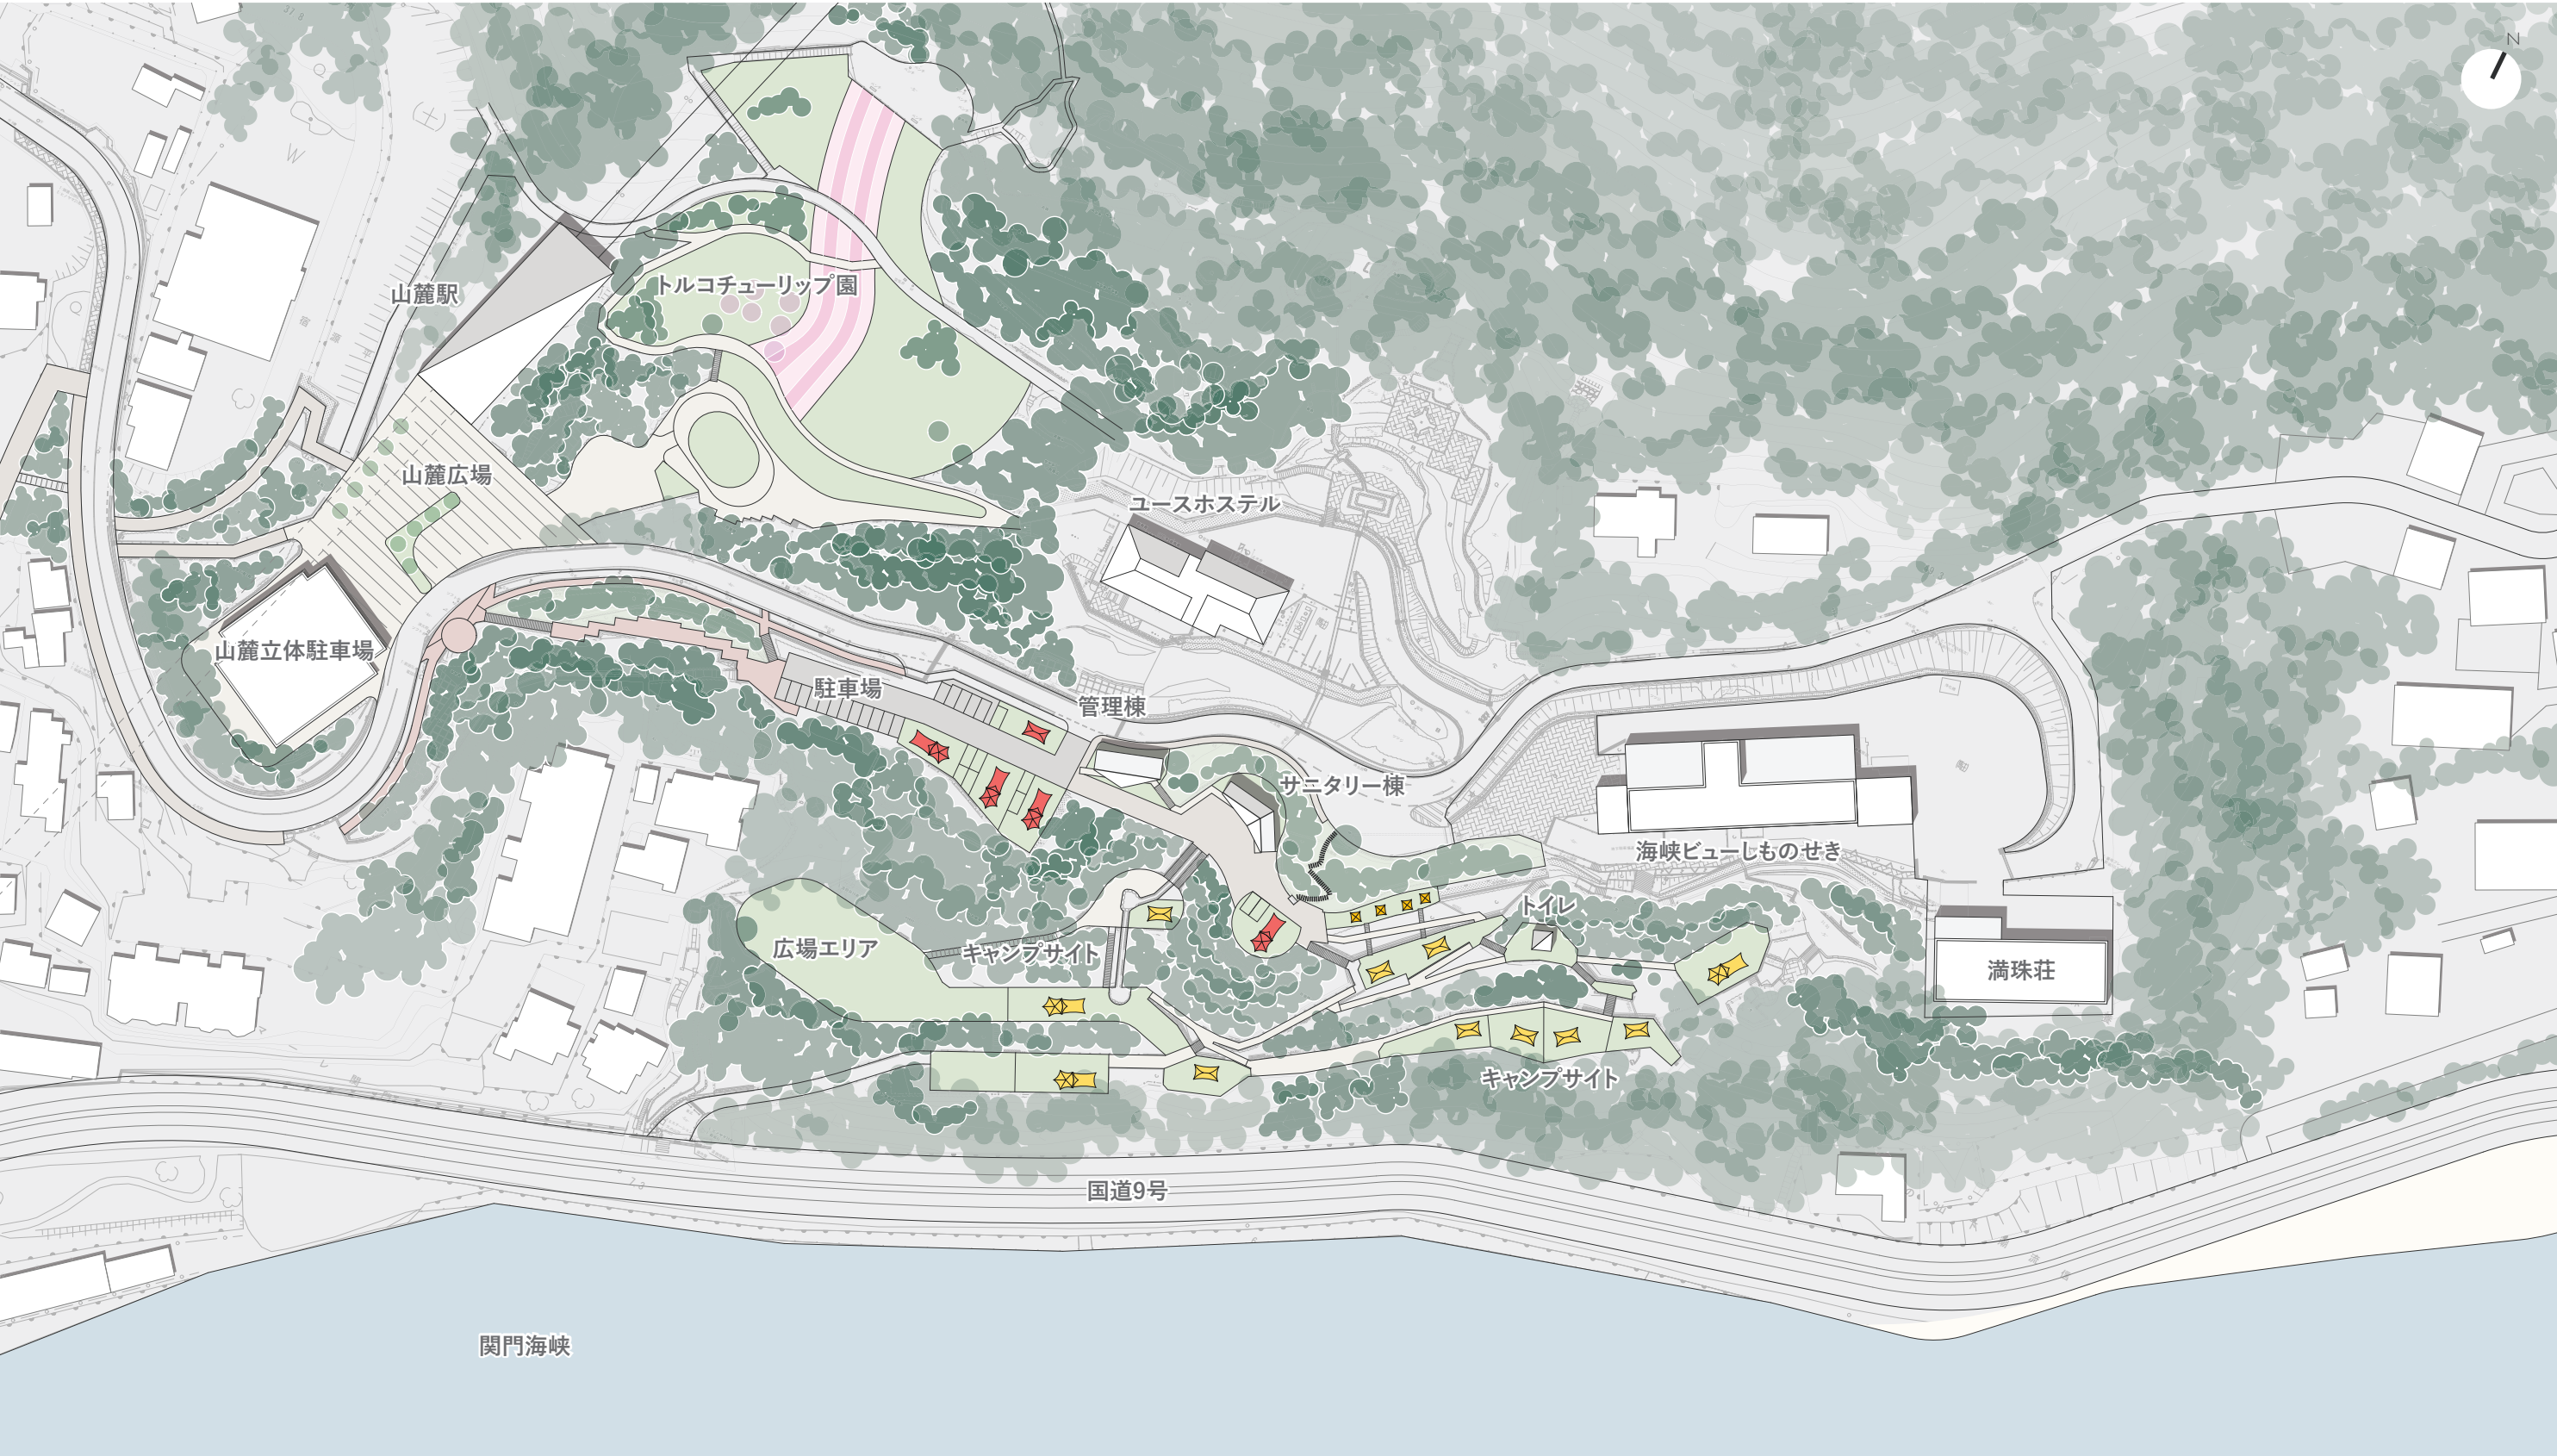 N
山麓駅
トルコチューリップ園
山麓広場
ユースホステル
山麓立体駐車場
駐車場
管理棟
サニタリー棟
海峡ビューしものせき
トイレ
広場エリア
キャンプサイト
満珠荘
キャンプサイト
国道9号
関門海峡